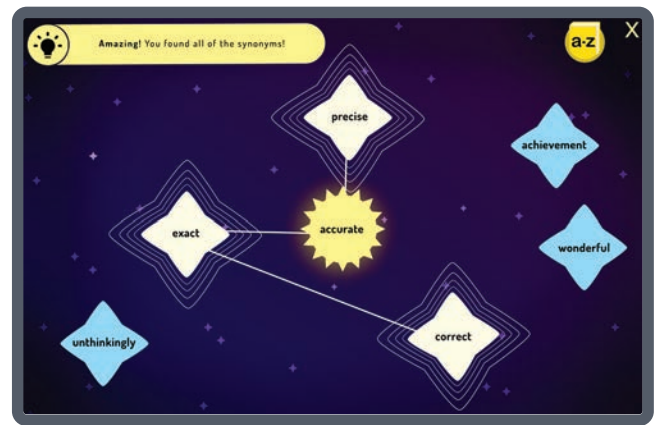 Amazing! You found all of the synonyms!
a-z
X
precise
achievement
accurate
exact
wonderful
correct
unthinkingly